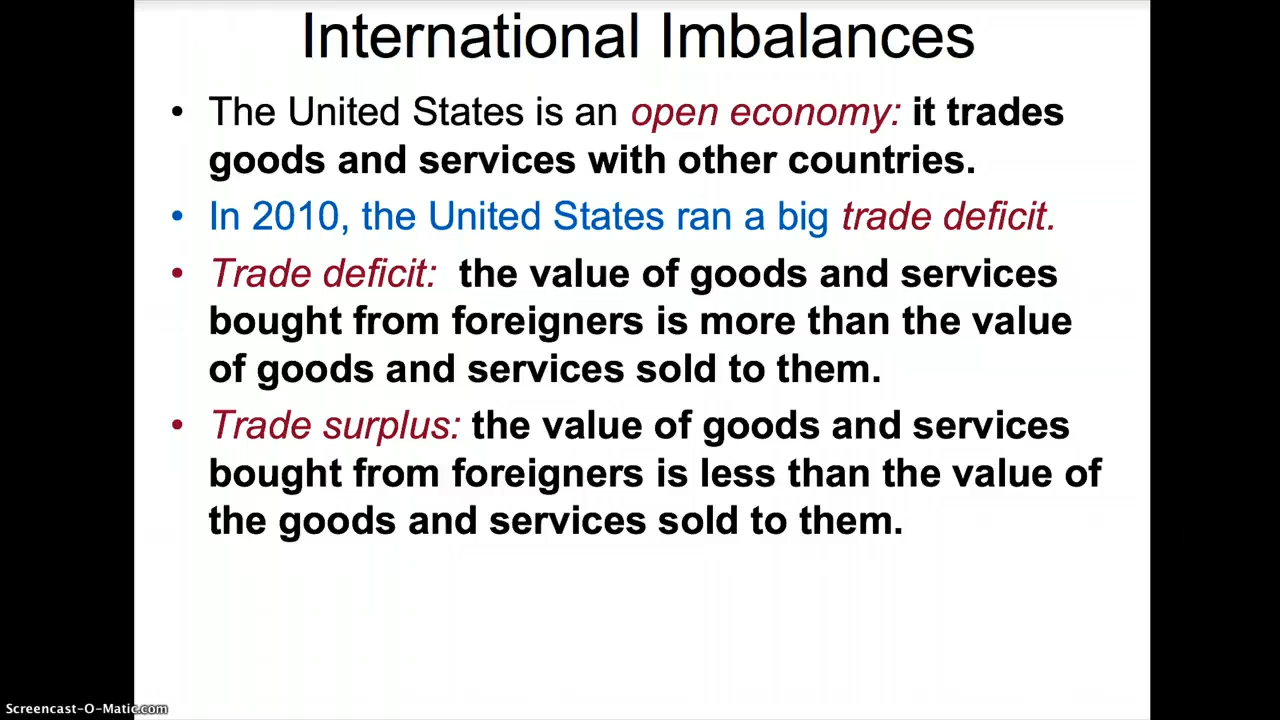 International Imbalances
• The United States is an open economy: it trades
goods and services with other countries.
• In 2010, the United States ran a big trade deficit.
• Trade deficit: the value of goods and services
bought from foreigners is more than the value
of goods and services sold to them.
• Trade surplus: the value of goods and services
bought from foreigners is less than the value of
the goods and services sold to them.
Screencast-O-Matic.com